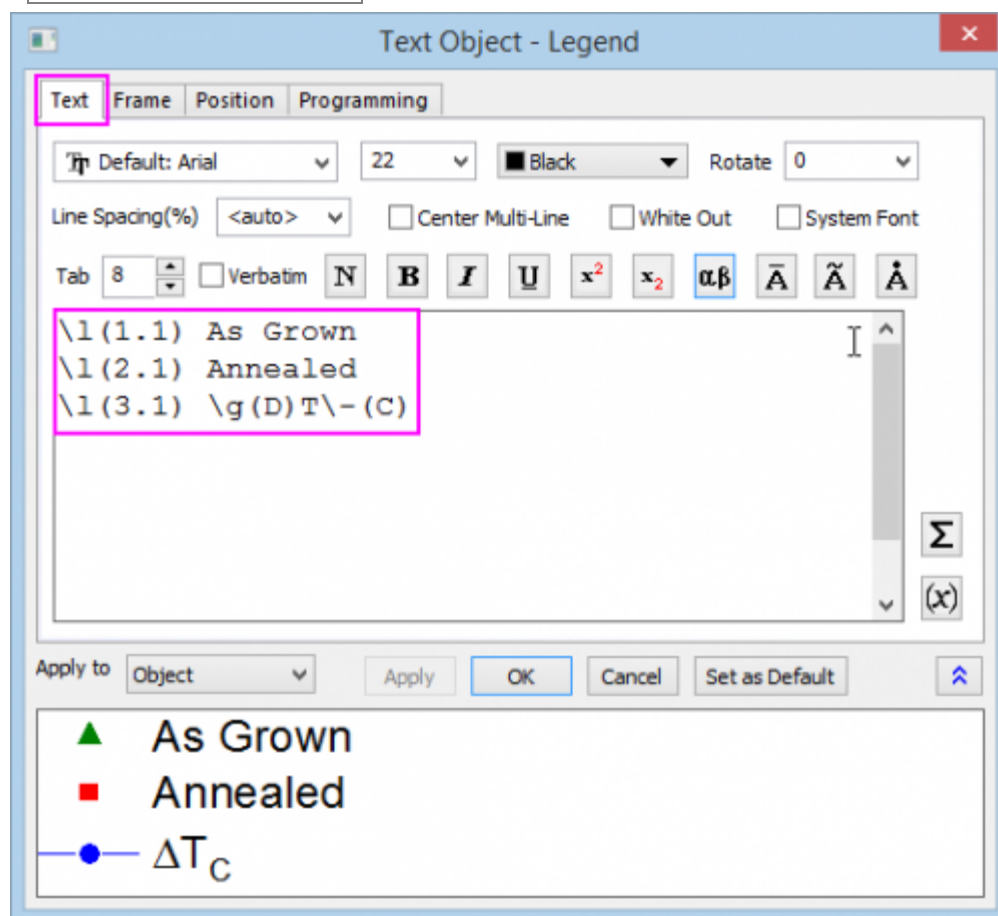 Text Object - Legend
Text Frame Position Programming
Default: Arial 22 Black Rotate 0
Line Spacing(%) <auto> Center Multi-Line White Out System Font
Tab 8 Verbatim N B I U x² x₂ αβ Ā Ã Å
\l(1.1) As Grown
\l(2.1) Annealed
\l(3.1) \g(D)T\-(C)
Σ
(x)
Apply to Object Apply OK Cancel Set as Default
As Grown
Annealed
ΔT_C